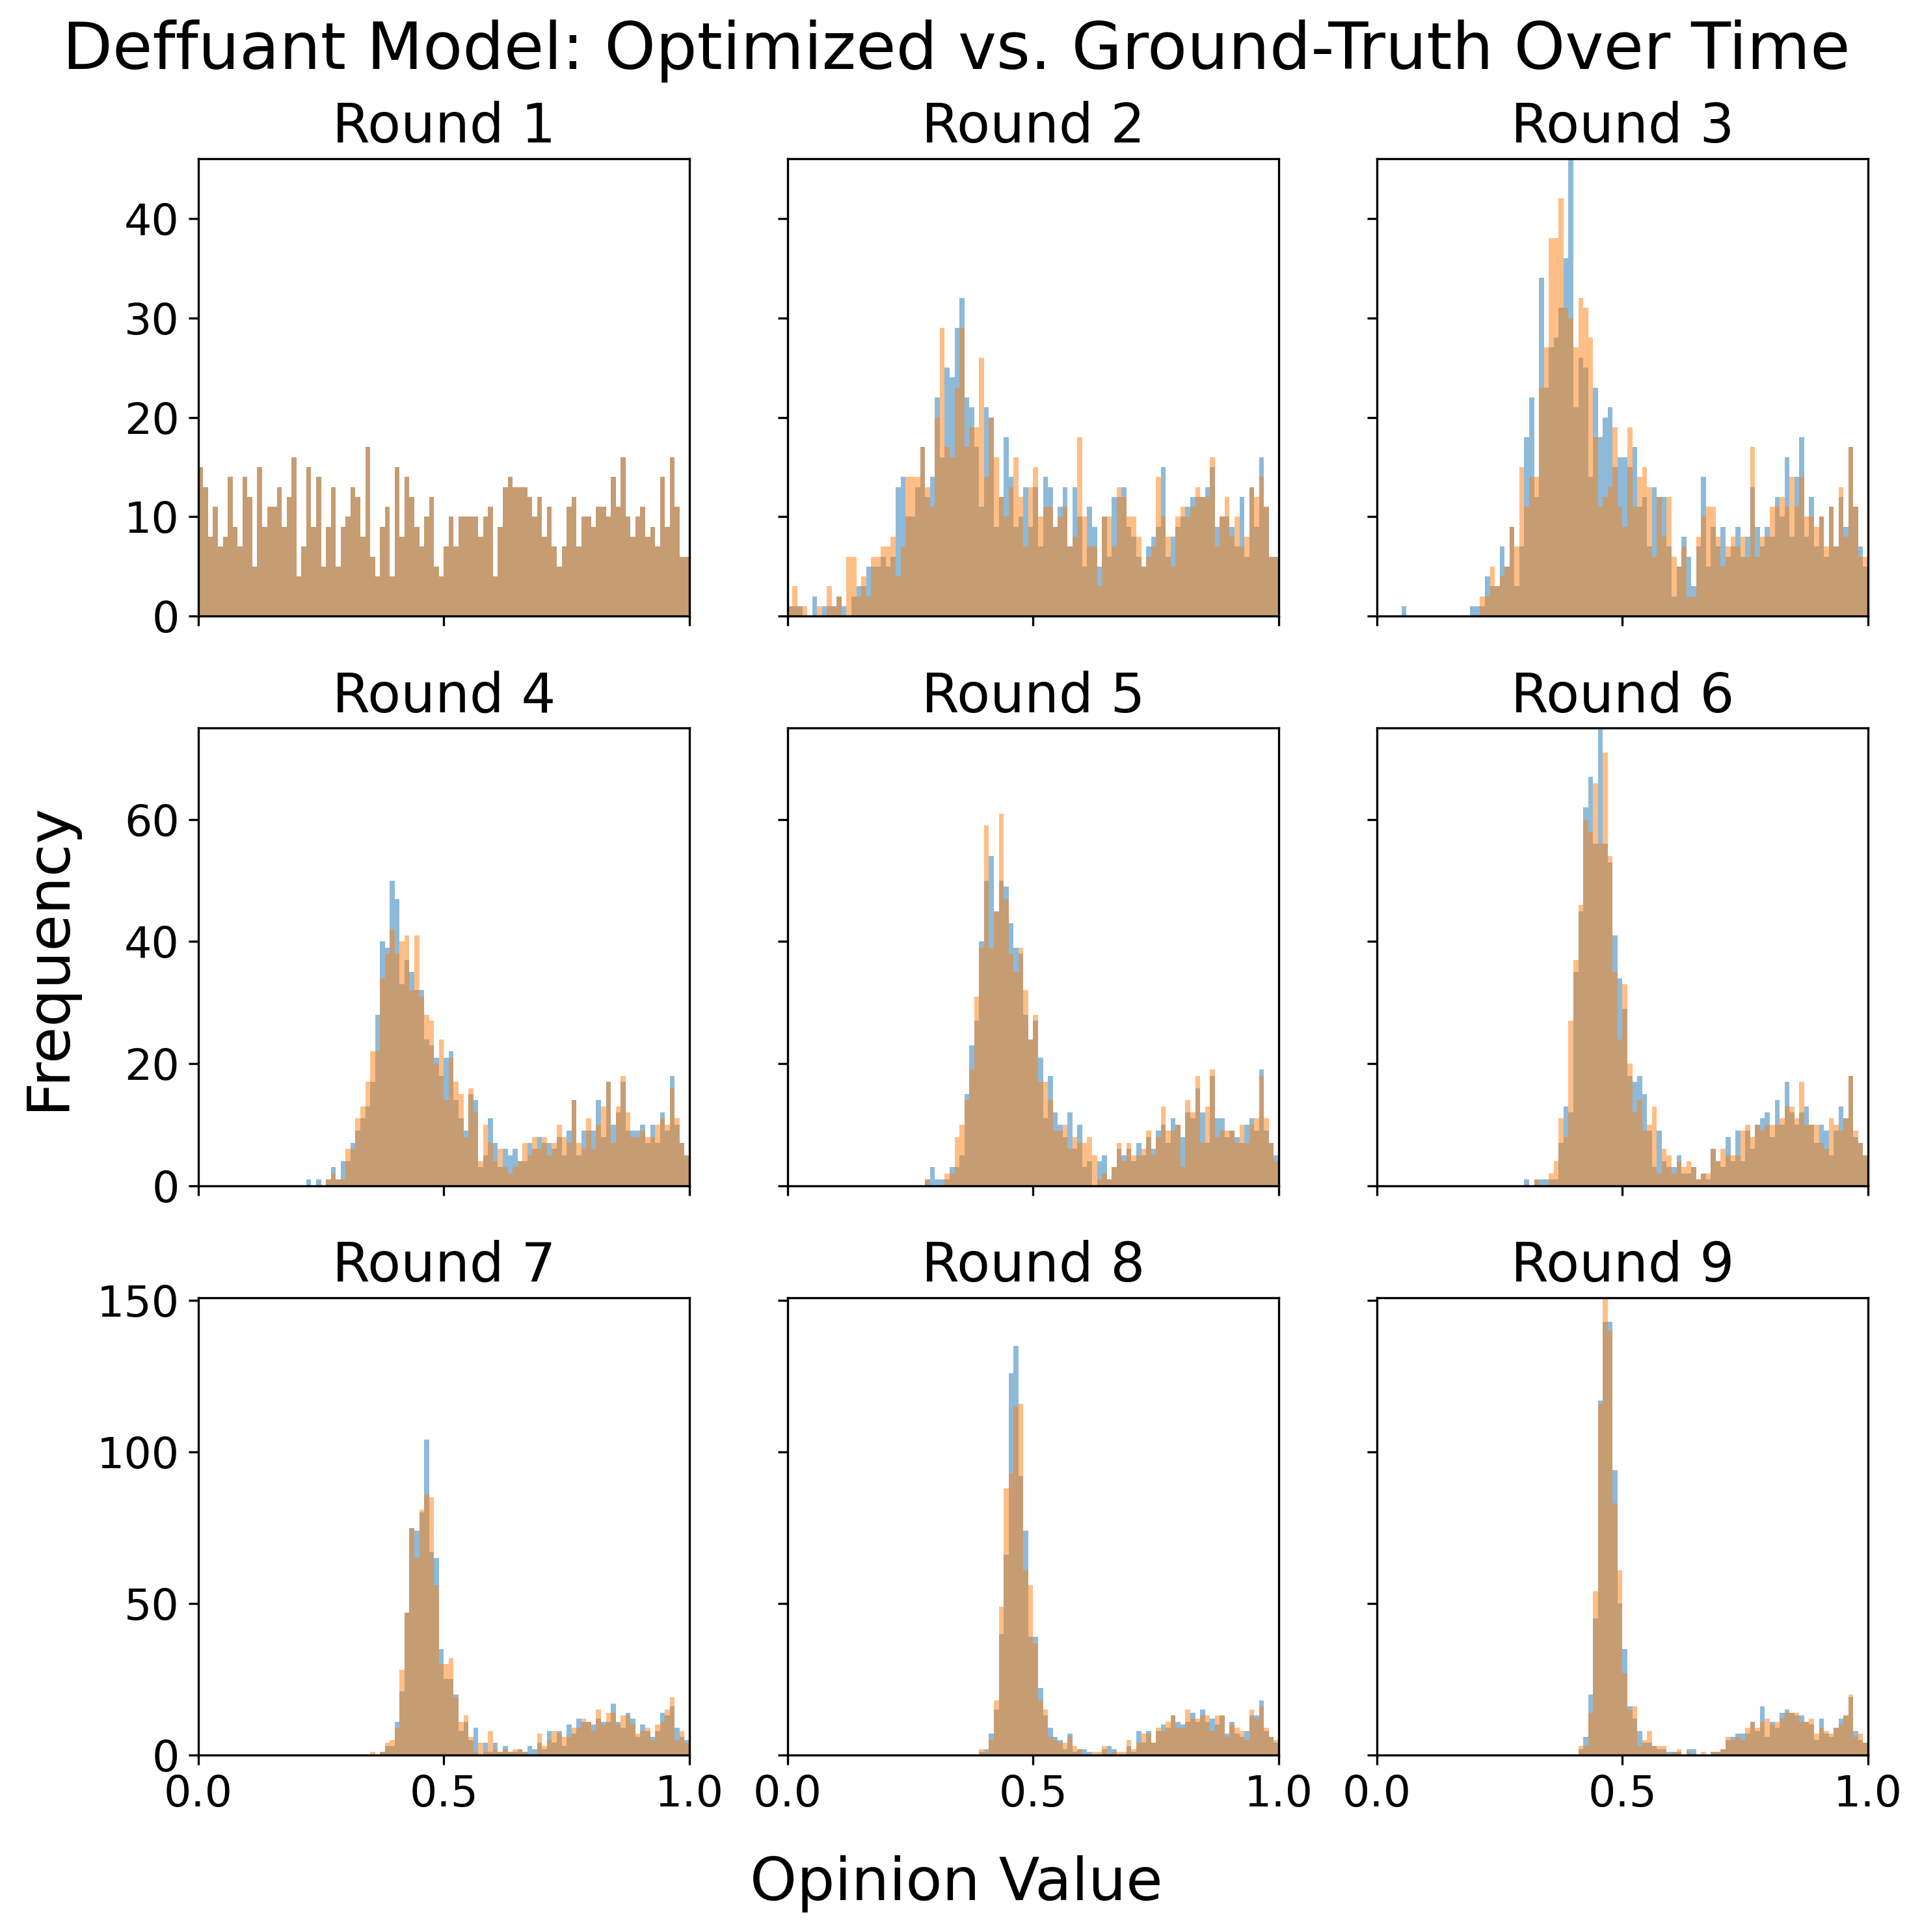 Deffuant Model: Optimized vs. Ground-Truth Over Time
Round 1
Round 2
Round 3
40
30
20
10
0
Round 4
Round 5
Round 6
60
40
20
0
Frequency
Round 7
Round 8
Round 9
150
100
50
0
0.0 0.5 1.0 0.0 0.5 1.0 0.0 0.5 1.0
Opinion Value